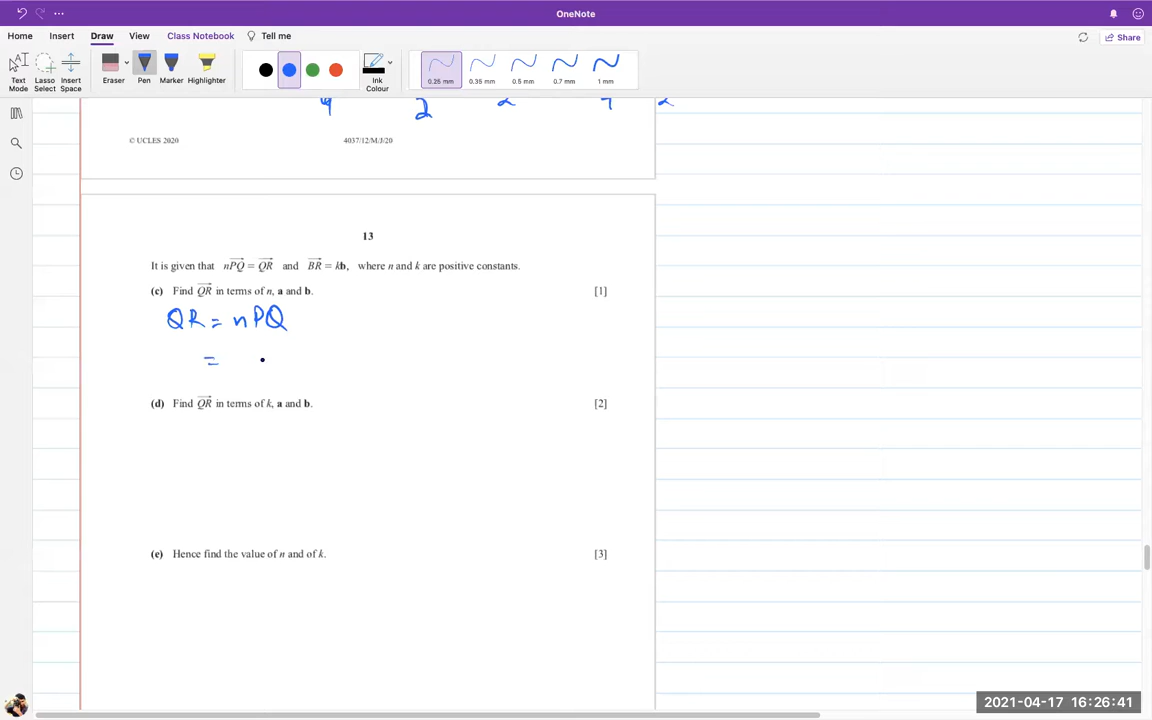 OneNote
Home Insert Draw View Class Notebook Tell me
Share
Text Mode
Lasso Select
Insert Space
Eraser
Pen
Marker
Highlighter
Ink Colour
0.25 mm
0.35 mm
0.5 mm
0.7 mm
1 mm
© UCLES 2020 4037/12/M/J/20
13
It is given that nPQ = QR and BR = kb, where n and k are positive constants.
(c) Find QR in terms of n, a and b. [1]
QR = nPQ
=
(d) Find QR in terms of k, a and b. [2]
(e) Hence find the value of n and of k. [3]
2021-04-17 16:26:41